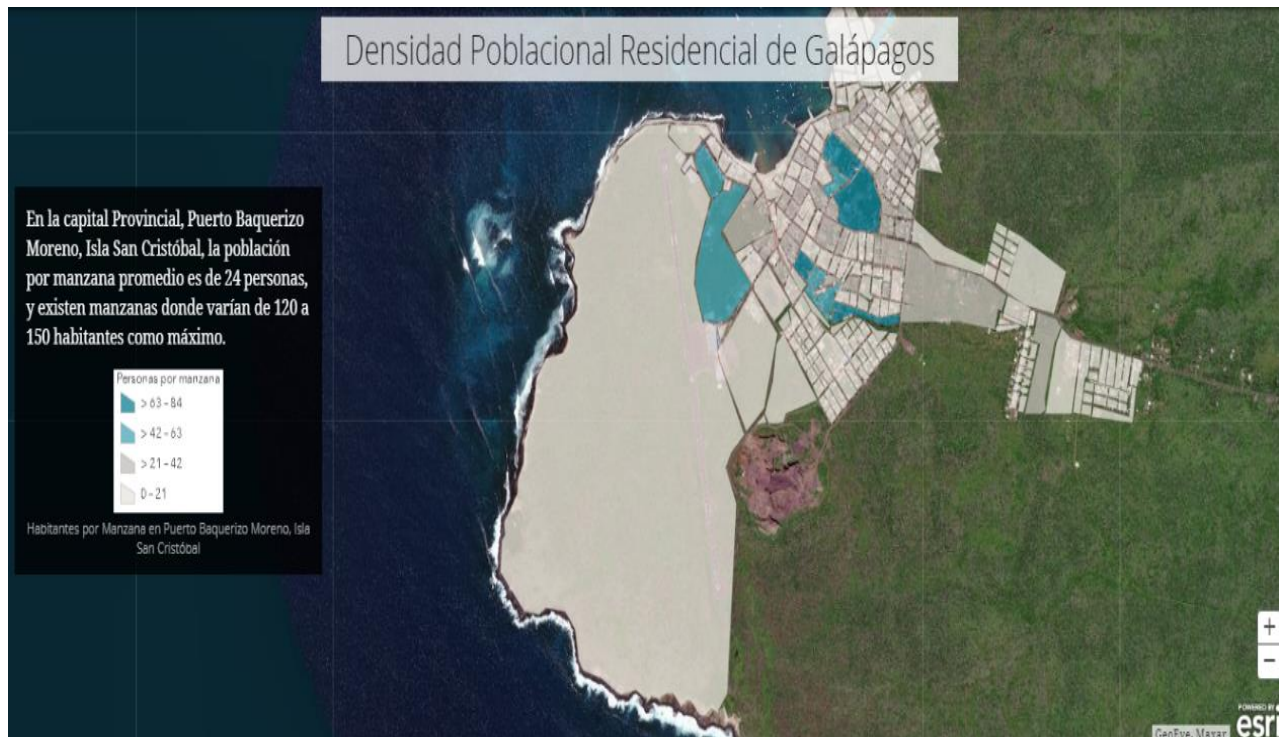 Densidad Poblacional Residencial de Galápagos
En la capital Provincial, Puerto Baquerizo
Moreno, Isla San Cristóbal, la población
por manzana promedio es de 24 personas,
y existen manzanas donde varían de 120 a
150 habitantes como máximo.
Personas por manzana
> 63 - 84
> 42 - 63
> 21 - 42
0 - 21
Habitantes por Manzana en Puerto Baquerizo Moreno, Isla
San Cristóbal
+
−
POWERED BY
esri
GeoEye, Maxar